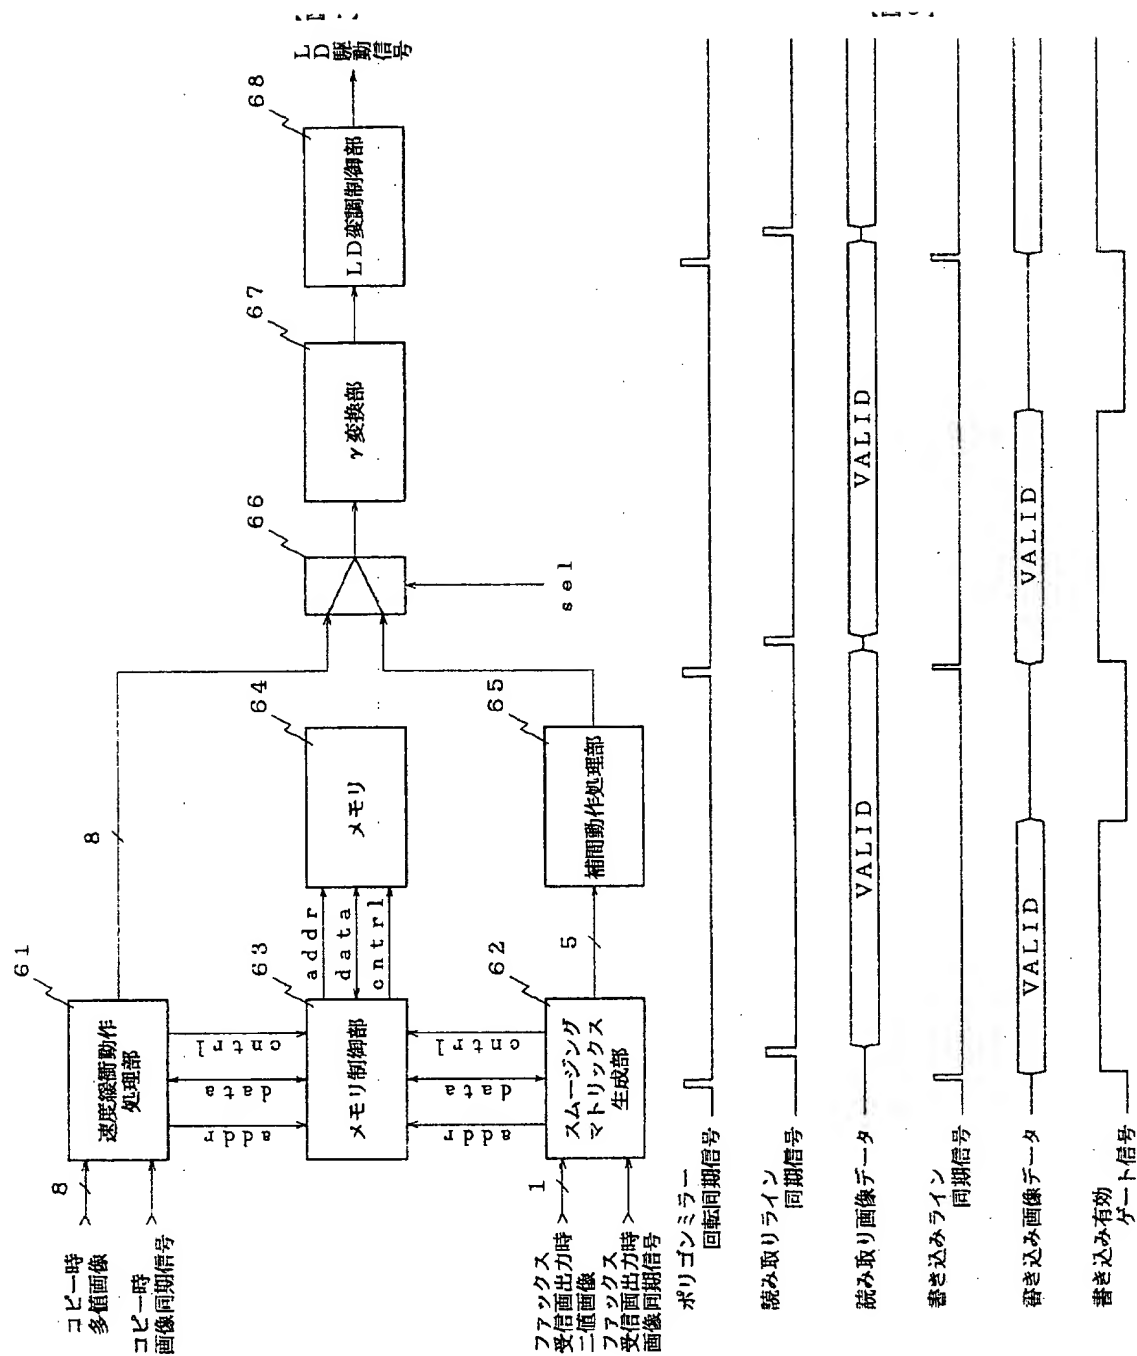 コピー時
多値画像
コピー時
画像同期信号
8
61
速度緩衝動作
処理部
8
addr
data
cntrl
63
メモリ制御部
addr
data
cntrl
64
メモリ
ファックス
受信画出力時
二値画像
ファックス
受信画出力時
画像同期信号
1
addr
data
cntrl
62
スムージング
マトリックス
生成部
5
65
補間動作処理部
66
sel
67
γ変換部
68
LD変調制御部
LD駆動信号
ポリゴンミラー
回転同期信号
読み取りライン
同期信号
読み取り画像データ
VALID
VALID
書き込みライン
同期信号
書き込み画像データ
VALID
VALID
書き込み有効
ゲート信号